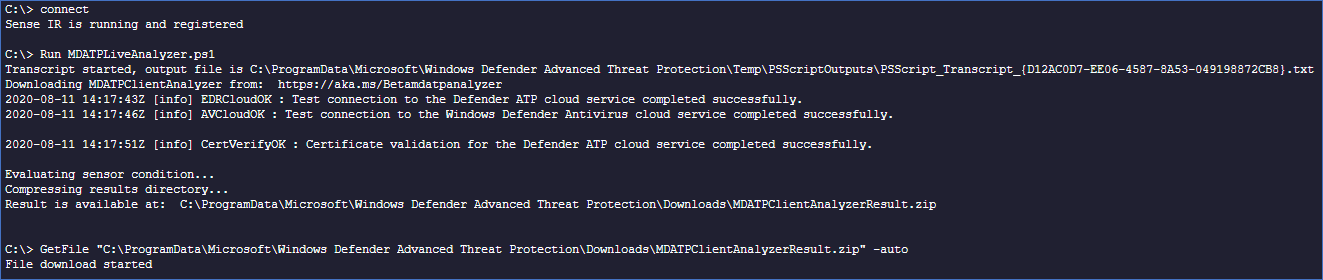 C:\> connect
Sense IR is running and registered
C:\> Run MDATPLiveAnalyzer.ps1
Transcript started, output file is C:\ProgramData\Microsoft\Windows Defender Advanced Threat Protection\Temp\PSScriptOutputs\PSScript_Transcript_{D12AC0D7-EE06-4587-8A53-049198872CB8}.txt
Downloading MDATPClientAnalyzer from:  https://aka.ms/Betamdatpanalyzer
2020-08-11 14:17:43Z [info] EDRCloudOK : Test connection to the Defender ATP cloud service completed successfully.
2020-08-11 14:17:46Z [info] AVCloudOK : Test connection to the Windows Defender Antivirus cloud service completed successfully.
2020-08-11 14:17:51Z [info] CertVerifyOK : Certificate validation for the Defender ATP cloud service completed successfully.
Evaluating sensor condition...
Compressing results directory...
Result is available at:  C:\ProgramData\Microsoft\Windows Defender Advanced Threat Protection\Downloads\MDATPClientAnalyzerResult.zip
C:\> GetFile "C:\ProgramData\Microsoft\Windows Defender Advanced Threat Protection\Downloads\MDATPClientAnalyzerResult.zip" -auto
File download started